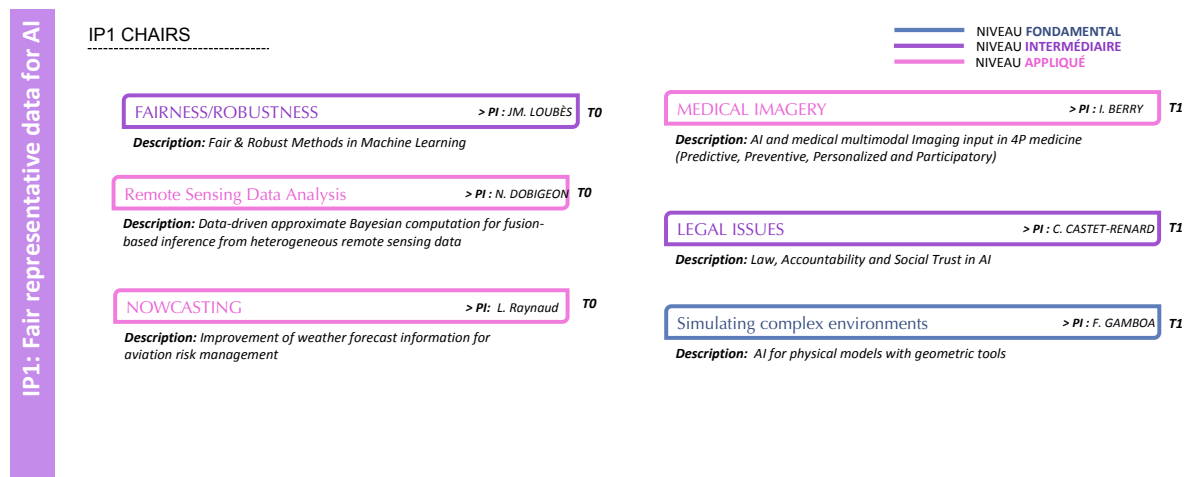 IP1: Fair representative data for AI
IP1 CHAIRS
NIVEAU FONDAMENTAL
NIVEAU INTERMÉDIAIRE
NIVEAU APPLIQUÉ
FAIRNESS/ROBUSTNESS > PI : JM. LOUBÈS T0
Description: Fair & Robust Methods in Machine Learning
Remote Sensing Data Analysis > PI : N. DOBIGEON T0
Description: Data-driven approximate Bayesian computation for fusion-
based inference from heterogeneous remote sensing data
NOWCASTING > PI: L. Raynaud T0
Description: Improvement of weather forecast information for
aviation risk management
MEDICAL IMAGERY > PI : I. BERRY T1
Description: AI and medical multimodal Imaging input in 4P medicine
(Predictive, Preventive, Personalized and Participatory)
LEGAL ISSUES > PI : C. CASTET-RENARD T1
Description: Law, Accountability and Social Trust in AI
Simulating complex environments > PI : F. GAMBOA T1
Description: AI for physical models with geometric tools